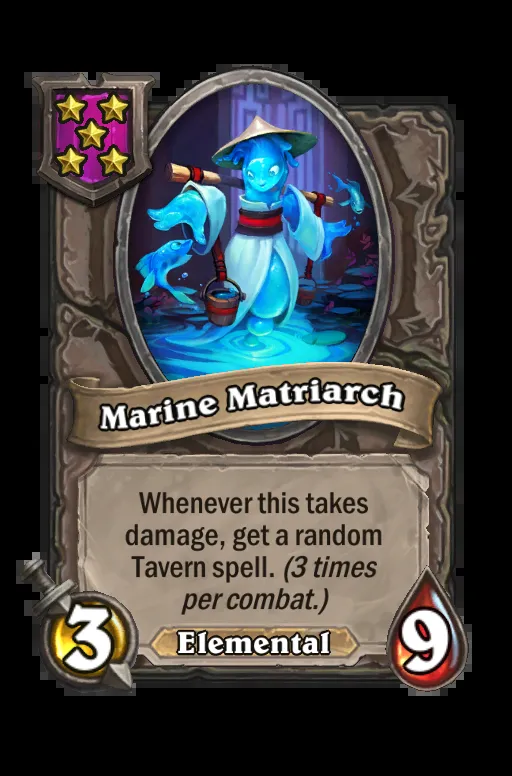 Marine Matriarch
Whenever this takes
damage, get a random
Tavern spell. (3 times
per combat.)
3
Elemental
9